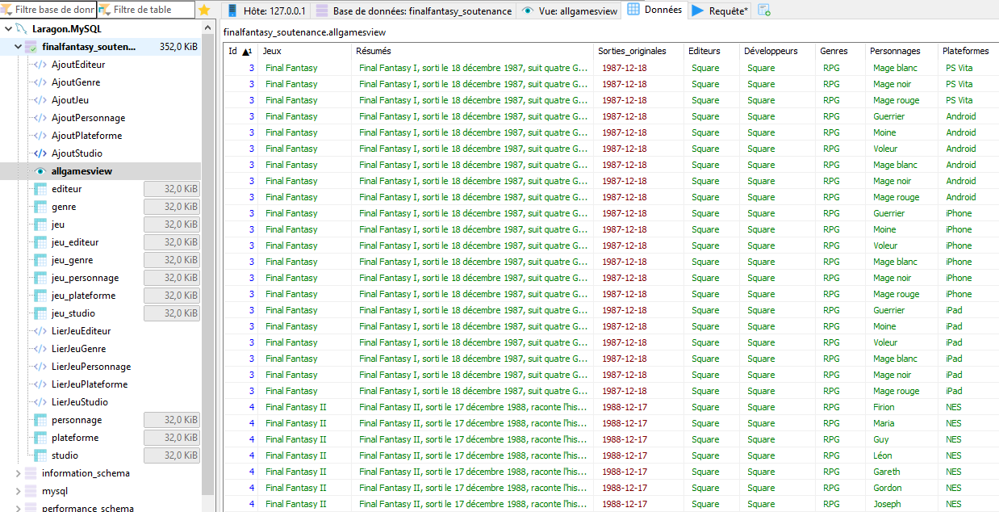 Filtre base de donr Filtre de table Hôte: 127.0.0.1 Base de données: finalfantasy_soutenance Vue: allgamesview Données Requête*
Laragon.MySQL
finalfantasy_souten... 352,0 KiB
AjoutEditeur
AjoutGenre
AjoutJeu
AjoutPersonnage
AjoutPlateforme
AjoutStudio
allgamesview
editeur 32,0 KiB
genre 32,0 KiB
jeu 32,0 KiB
jeu_editeur 32,0 KiB
jeu_genre 32,0 KiB
jeu_personnage 32,0 KiB
jeu_plateforme 32,0 KiB
jeu_studio 32,0 KiB
LierJeuEditeur
LierJeuGenre
LierJeuPersonnage
LierJeuPlateforme
LierJeuStudio
personnage 32,0 KiB
plateforme 32,0 KiB
studio 32,0 KiB
information_schema
mysql
performance_schema
finalfantasy_soutenance.allgamesview
Id 1 Jeux Résumés Sorties_originales Editeurs Développeurs Genres Personnages Plateformes
3 Final Fantasy Final Fantasy I, sorti le 18 décembre 1987, suit quatre G... 1987-12-18 Square Square RPG Mage blanc PS Vita
3 Final Fantasy Final Fantasy I, sorti le 18 décembre 1987, suit quatre G... 1987-12-18 Square Square RPG Mage noir PS Vita
3 Final Fantasy Final Fantasy I, sorti le 18 décembre 1987, suit quatre G... 1987-12-18 Square Square RPG Mage rouge PS Vita
3 Final Fantasy Final Fantasy I, sorti le 18 décembre 1987, suit quatre G... 1987-12-18 Square Square RPG Guerrier Android
3 Final Fantasy Final Fantasy I, sorti le 18 décembre 1987, suit quatre G... 1987-12-18 Square Square RPG Moine Android
3 Final Fantasy Final Fantasy I, sorti le 18 décembre 1987, suit quatre G... 1987-12-18 Square Square RPG Voleur Android
3 Final Fantasy Final Fantasy I, sorti le 18 décembre 1987, suit quatre G... 1987-12-18 Square Square RPG Mage blanc Android
3 Final Fantasy Final Fantasy I, sorti le 18 décembre 1987, suit quatre G... 1987-12-18 Square Square RPG Mage noir Android
3 Final Fantasy Final Fantasy I, sorti le 18 décembre 1987, suit quatre G... 1987-12-18 Square Square RPG Mage rouge Android
3 Final Fantasy Final Fantasy I, sorti le 18 décembre 1987, suit quatre G... 1987-12-18 Square Square RPG Guerrier iPhone
3 Final Fantasy Final Fantasy I, sorti le 18 décembre 1987, suit quatre G... 1987-12-18 Square Square RPG Moine iPhone
3 Final Fantasy Final Fantasy I, sorti le 18 décembre 1987, suit quatre G... 1987-12-18 Square Square RPG Voleur iPhone
3 Final Fantasy Final Fantasy I, sorti le 18 décembre 1987, suit quatre G... 1987-12-18 Square Square RPG Mage blanc iPhone
3 Final Fantasy Final Fantasy I, sorti le 18 décembre 1987, suit quatre G... 1987-12-18 Square Square RPG Mage noir iPhone
3 Final Fantasy Final Fantasy I, sorti le 18 décembre 1987, suit quatre G... 1987-12-18 Square Square RPG Mage rouge iPhone
3 Final Fantasy Final Fantasy I, sorti le 18 décembre 1987, suit quatre G... 1987-12-18 Square Square RPG Guerrier iPad
3 Final Fantasy Final Fantasy I, sorti le 18 décembre 1987, suit quatre G... 1987-12-18 Square Square RPG Moine iPad
3 Final Fantasy Final Fantasy I, sorti le 18 décembre 1987, suit quatre G... 1987-12-18 Square Square RPG Voleur iPad
3 Final Fantasy Final Fantasy I, sorti le 18 décembre 1987, suit quatre G... 1987-12-18 Square Square RPG Mage blanc iPad
3 Final Fantasy Final Fantasy I, sorti le 18 décembre 1987, suit quatre G... 1987-12-18 Square Square RPG Mage noir iPad
3 Final Fantasy Final Fantasy I, sorti le 18 décembre 1987, suit quatre G... 1987-12-18 Square Square RPG Mage rouge iPad
4 Final Fantasy II Final Fantasy II, sorti le 17 décembre 1988, raconte l'his... 1988-12-17 Square Square RPG Firion NES
4 Final Fantasy II Final Fantasy II, sorti le 17 décembre 1988, raconte l'his... 1988-12-17 Square Square RPG Maria NES
4 Final Fantasy II Final Fantasy II, sorti le 17 décembre 1988, raconte l'his... 1988-12-17 Square Square RPG Guy NES
4 Final Fantasy II Final Fantasy II, sorti le 17 décembre 1988, raconte l'his... 1988-12-17 Square Square RPG Léon NES
4 Final Fantasy II Final Fantasy II, sorti le 17 décembre 1988, raconte l'his... 1988-12-17 Square Square RPG Gareth NES
4 Final Fantasy II Final Fantasy II, sorti le 17 décembre 1988, raconte l'his... 1988-12-17 Square Square RPG Gordon NES
4 Final Fantasy II Final Fantasy II, sorti le 17 décembre 1988, raconte l'his... 1988-12-17 Square Square RPG Joseph NES